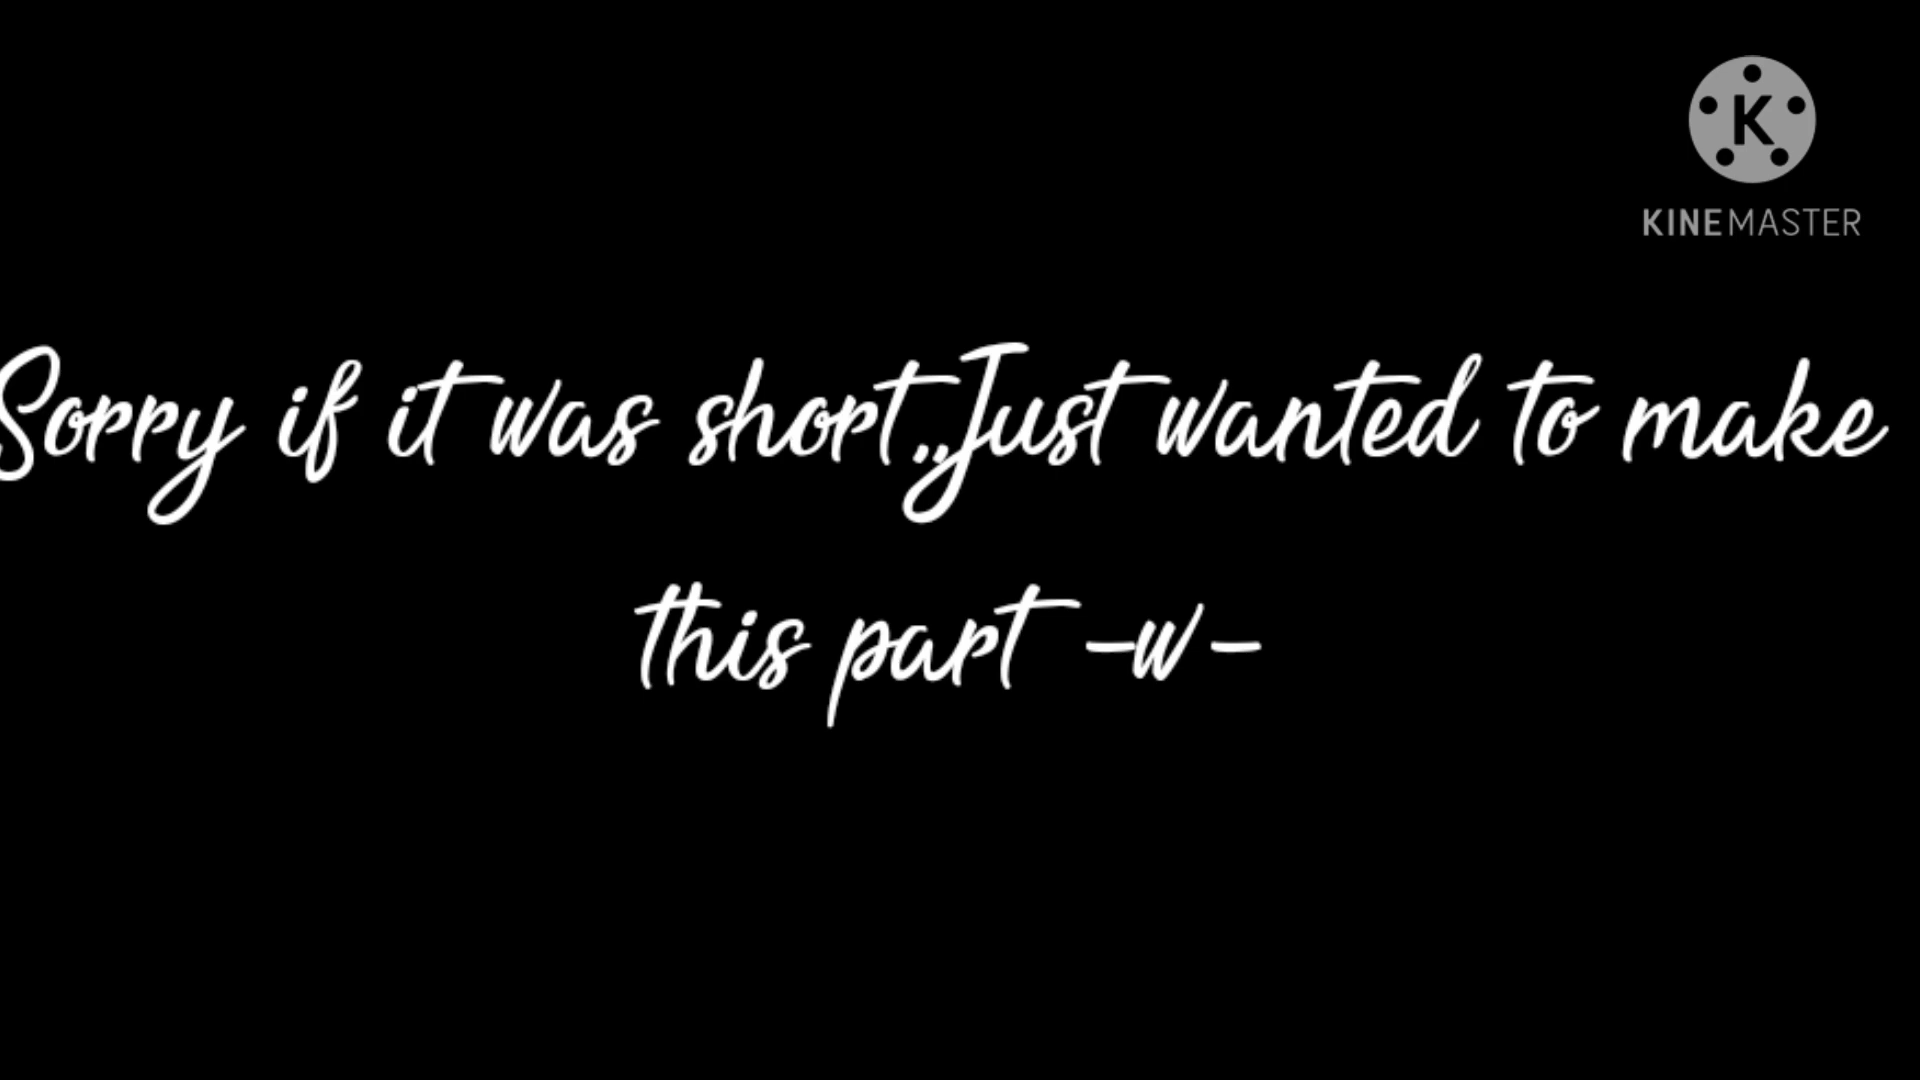 K
KINEMASTER
Sorry if it was short..Just wanted to make
this part -w-